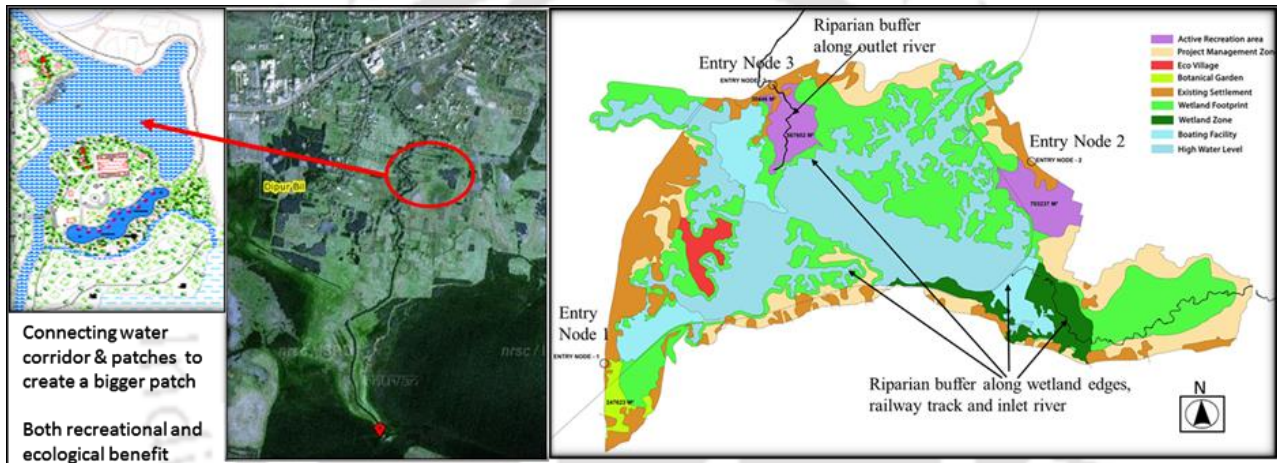 Connecting water
corridor & patches to
create a bigger patch
Both recreational and
ecological benefit
Dipur Bil
nrsc
Riparian buffer
along outlet river
Entry Node 3
ENTRY NODE - 3
Entry Node 2
ENTRY NODE - 2
Entry
Node 1
ENTRY NODE - 1
247623 M²
Riparian buffer along wetland edges,
railway track and inlet river
Active Recreation area
Project Management Zon
Eco Village
Botanical Garden
Existing Settlement
Wetland Footprint
Wetland Zone
Boating Facility
High Water Level
N